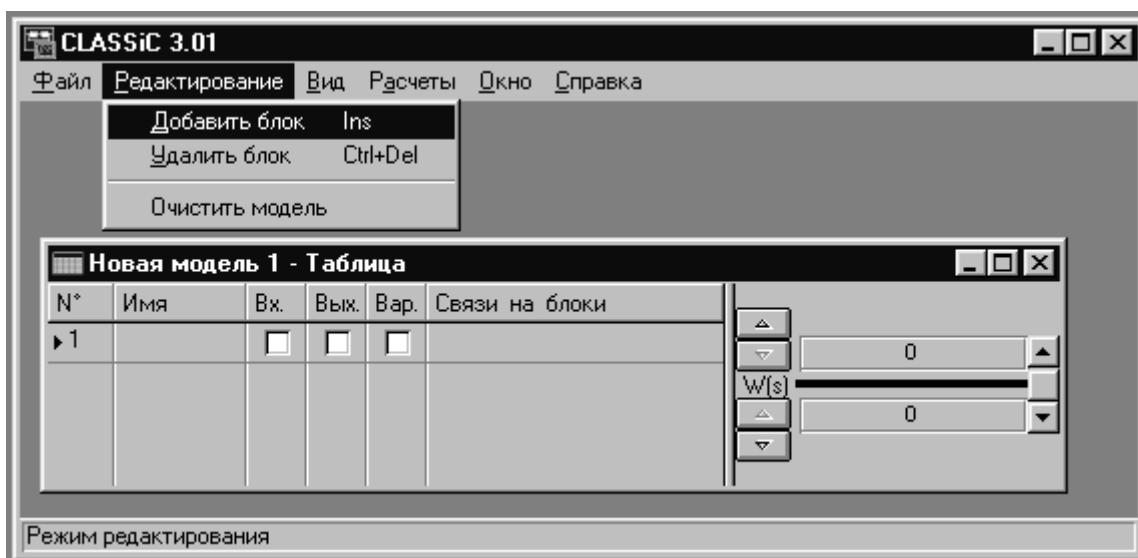 CLASSiC 3.01
Файл Редактирование Вид Расчеты Окно Справка
Добавить блок Ins
Удалить блок Ctrl+Del
Очистить модель
Новая модель 1 - Таблица
N° Имя Вх. Вых. Вар. Связи на блоки
1
0
W(s)
0
Режим редактирования